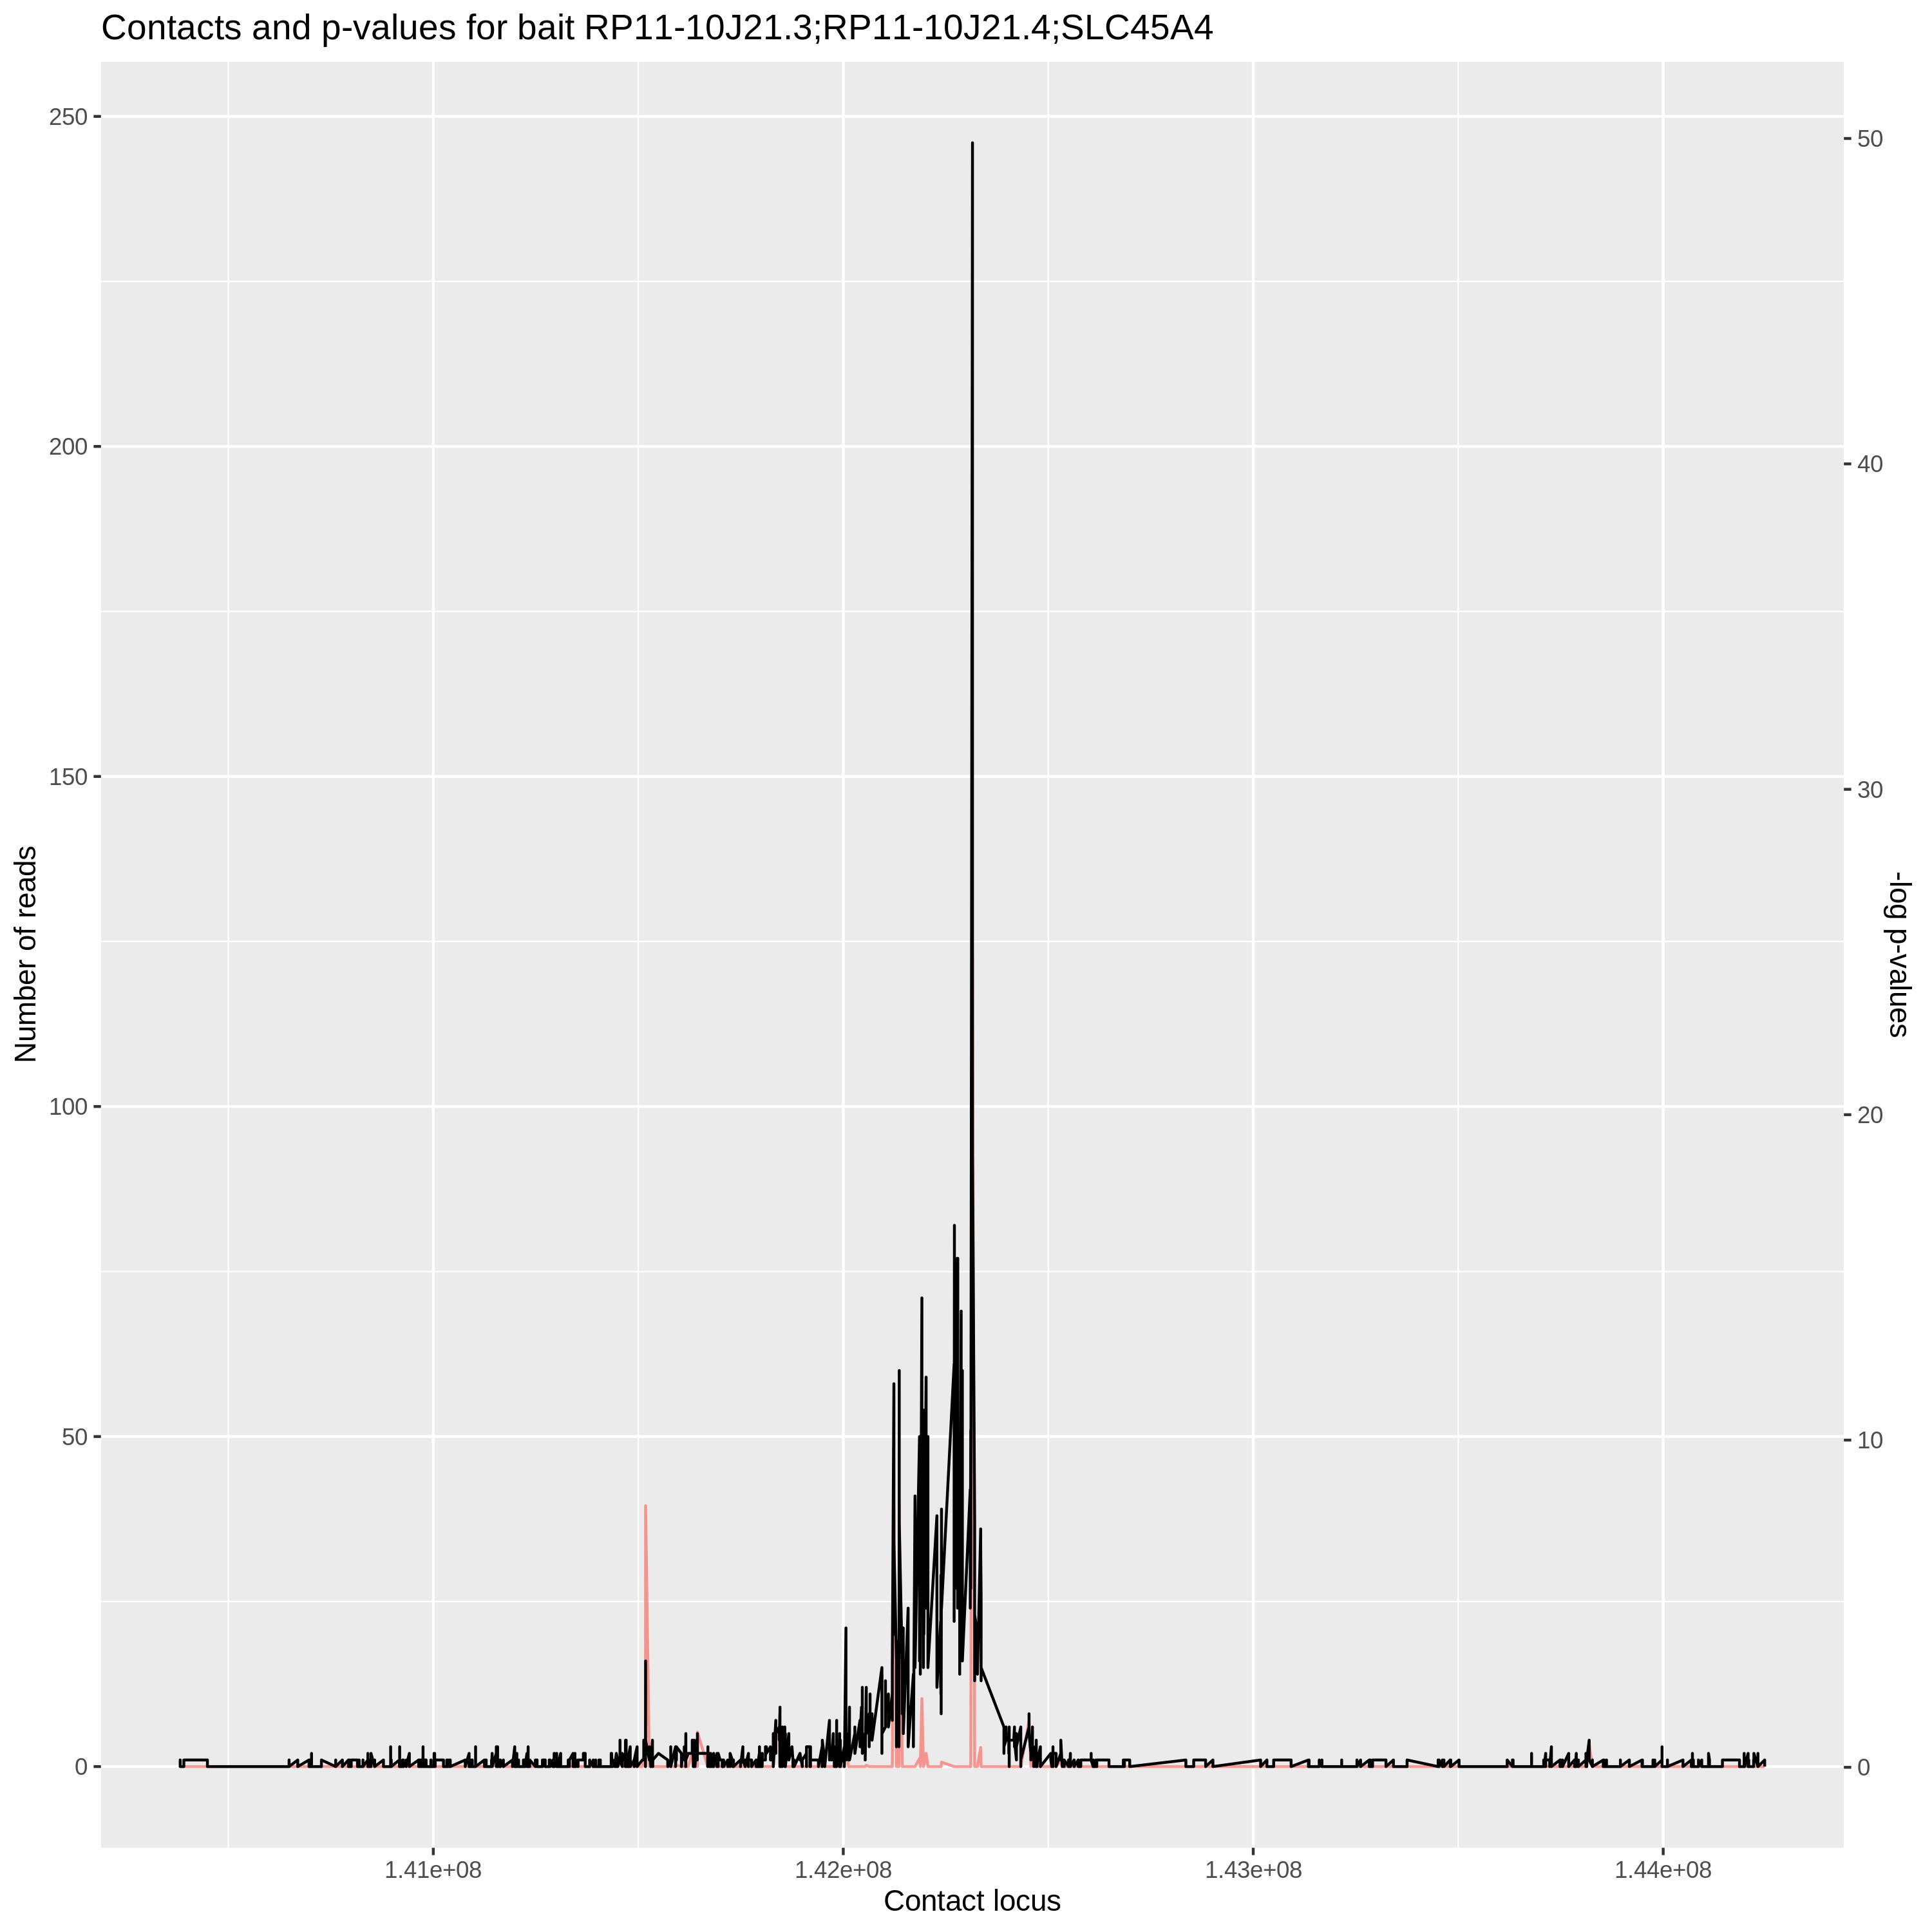 Contacts and p-values for bait RP11-10J21.3;RP11-10J21.4;SLC45A4
250
200
150
100
50
0
Number of reads
50
40
30
20
10
0
-log p-values
1.41e+08
1.42e+08
1.43e+08
1.44e+08
Contact locus